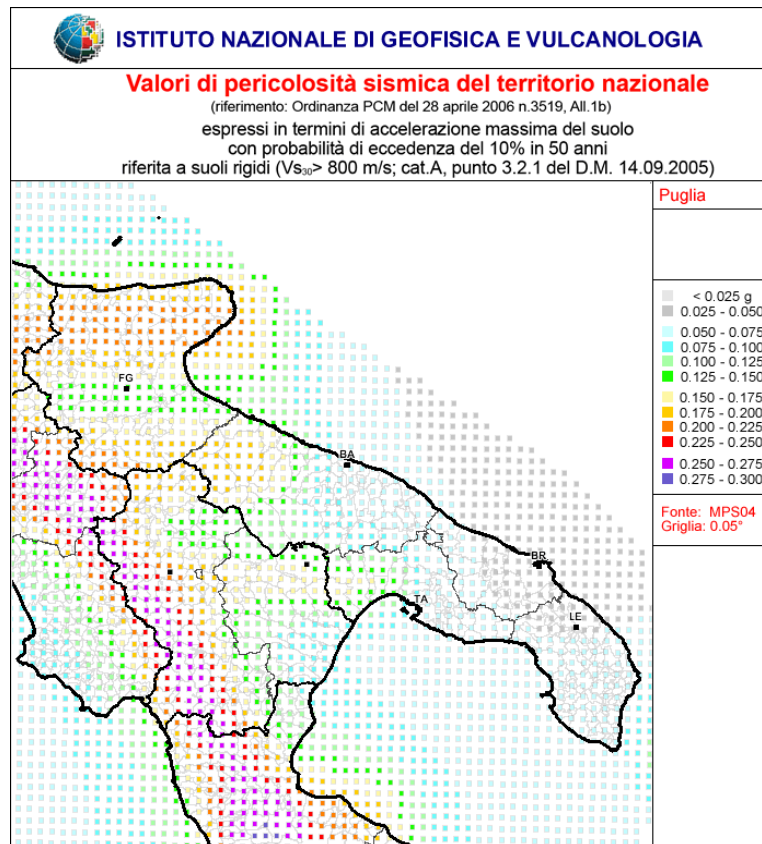 ISTITUTO NAZIONALE DI GEOFISICA E VULCANOLOGIA
Valori di pericolosità sismica del territorio nazionale
(riferimento: Ordinanza PCM del 28 aprile 2006 n.3519, All.1b)
espressi in termini di accelerazione massima del suolo
con probabilità di eccedenza del 10% in 50 anni
riferita a suoli rigidi (Vs₃₀> 800 m/s; cat.A, punto 3.2.1 del D.M. 14.09.2005)
Puglia
< 0.025 g
0.025 - 0.050
0.050 - 0.075
0.075 - 0.100
0.100 - 0.125
0.125 - 0.150
0.150 - 0.175
0.175 - 0.200
0.200 - 0.225
0.225 - 0.250
0.250 - 0.275
0.275 - 0.300
Fonte: MPS04
Griglia: 0.05°
FG
BA
BR
TA
LE